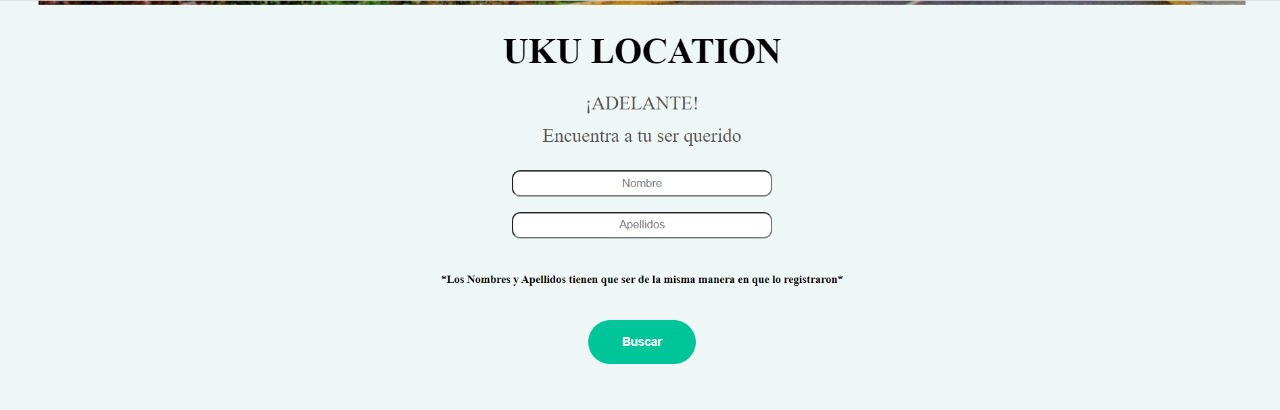 UKU LOCATION
¡ADELANTE!
Encuentra a tu ser querido
Nombre
Apellidos
*Los Nombres y Apellidos tienen que ser de la misma manera en que lo registraron*
Buscar